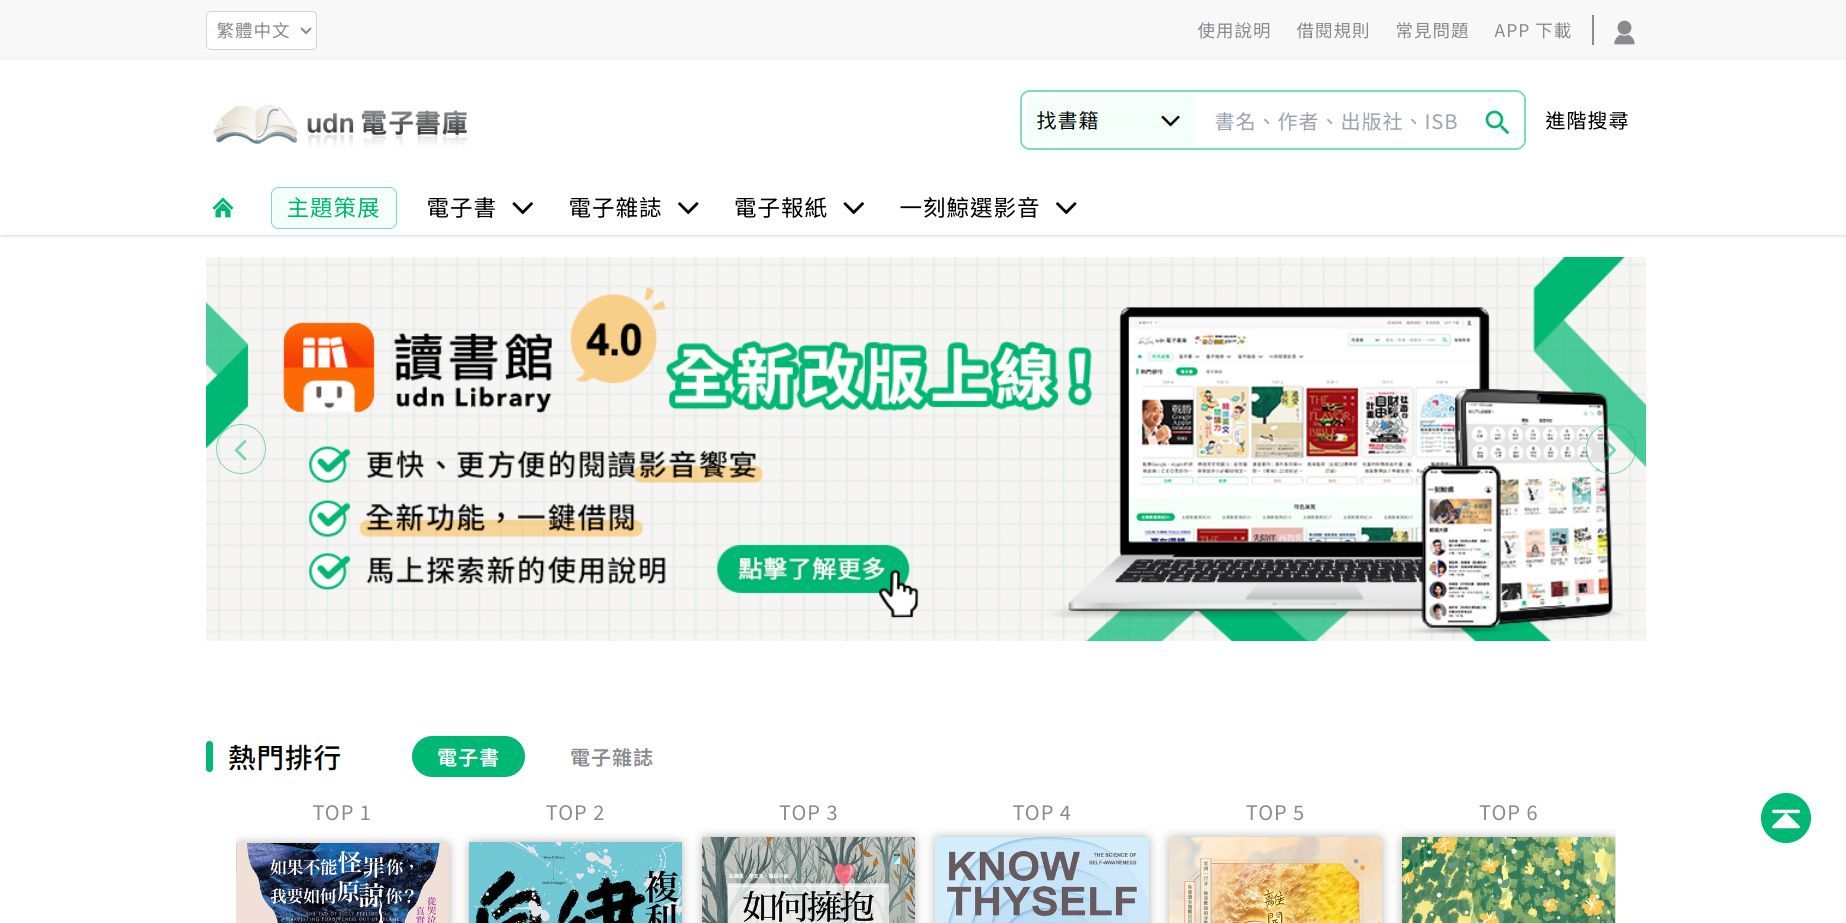 繁體中文
使用說明 借閱規則 常見問題 APP 下載
udn 電子書庫
找書籍 書名、作者、出版社、ISB 進階搜尋
主題策展 電子書 電子雜誌 電子報紙 一刻鯨選影音
讀書館
udn Library
4.0
全新改版上線!
更快、更方便的閱讀影音饗宴
全新功能,一鍵借閱
馬上探索新的使用說明
點擊了解更多
熱門排行 電子書 電子雜誌
TOP 1 TOP 2 TOP 3 TOP 4 TOP 5 TOP 6
如果不能怪罪你,
我要如何原諒你?
複利
如何擁抱
KNOW
THYSELF
THE SCIENCE OF
SELF-AWARENESS